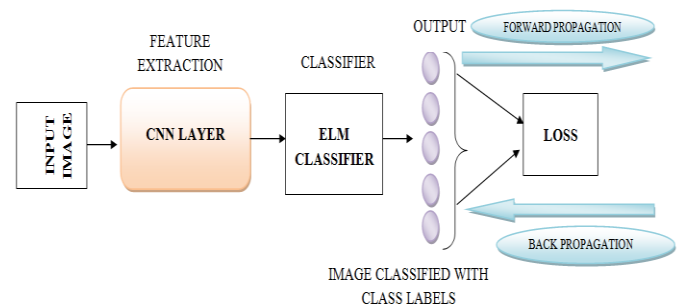 OUTPUT
FORWARD PROPAGATION
FEATURE
EXTRACTION
CLASSIFIER
INPUT
IMAGE
CNN LAYER
ELM
CLASSIFIER
LOSS
BACK PROPAGATION
IMAGE CLASSIFIED WITH
CLASS LABELS